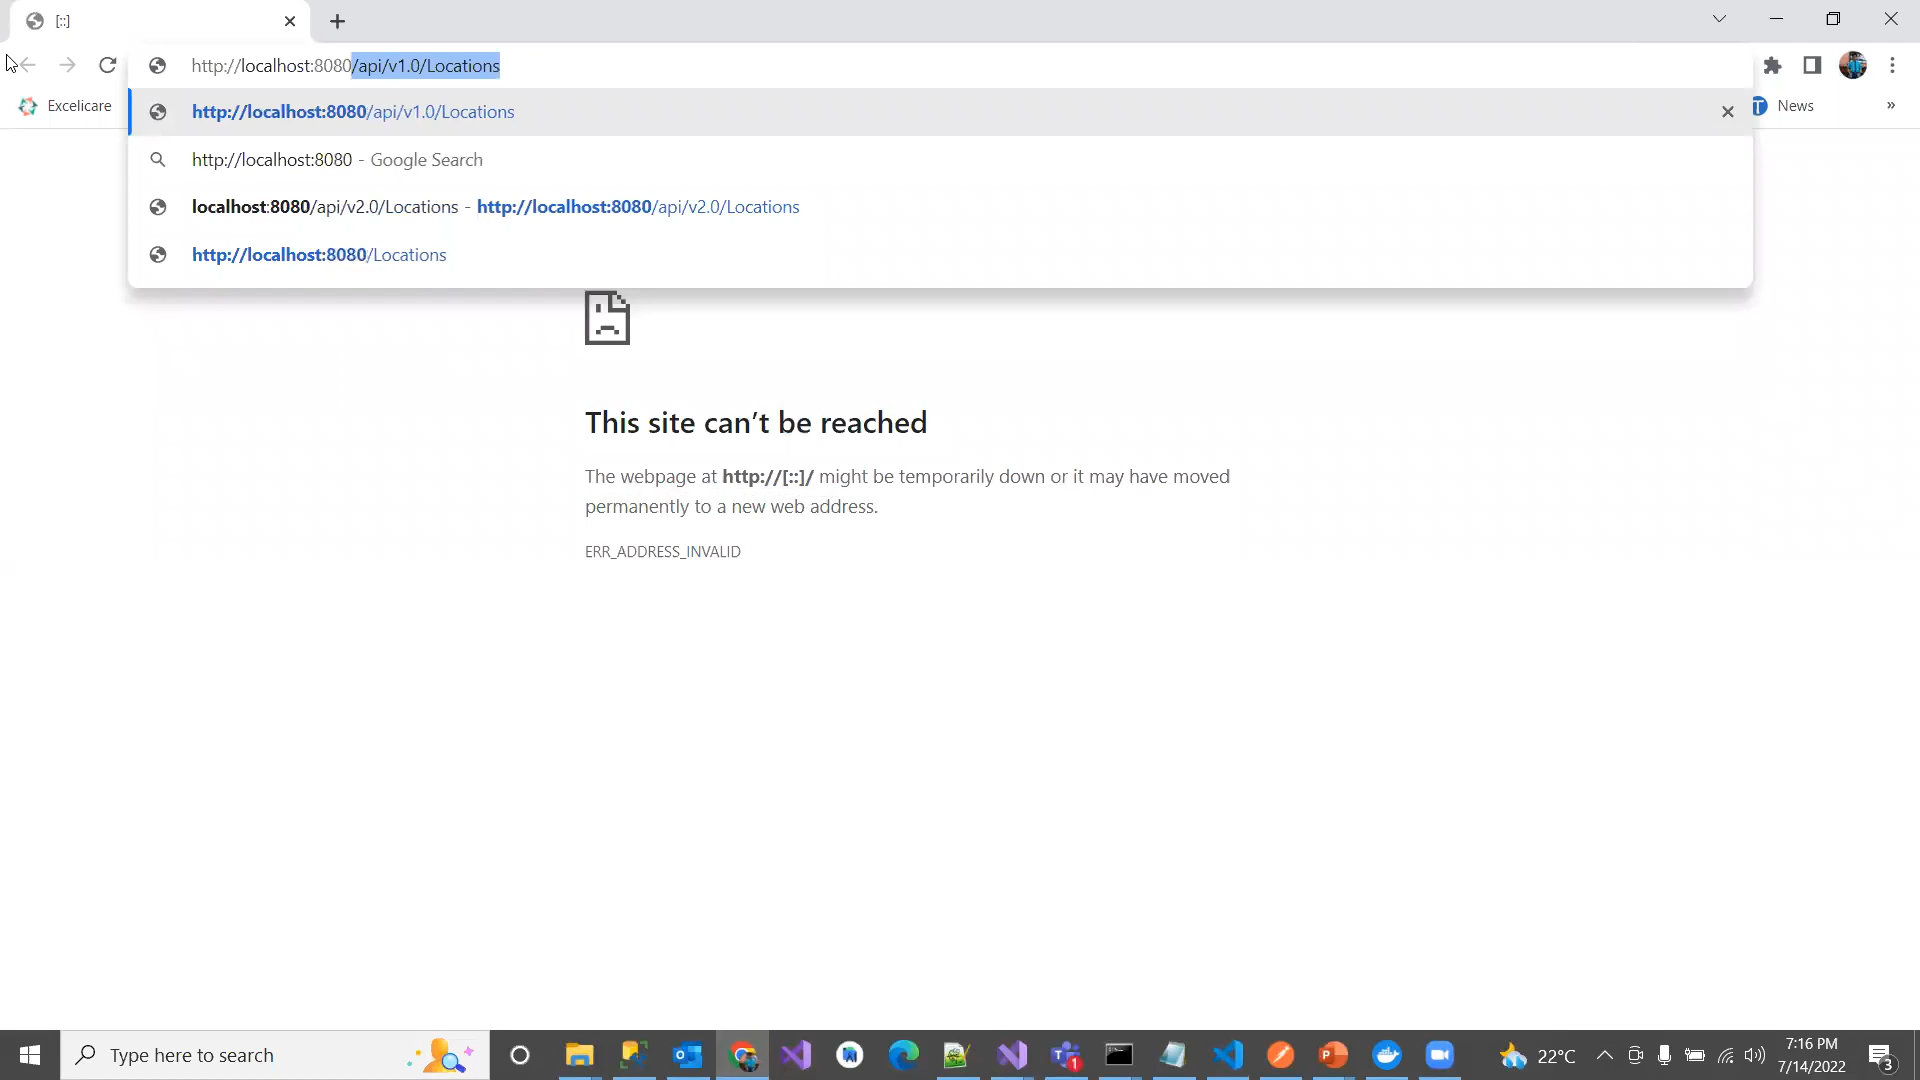 [::]
http://localhost:8080/api/v1.0/Locations
Excelicare
News
»
http://localhost:8080/api/v1.0/Locations
http://localhost:8080 - Google Search
localhost:8080/api/v2.0/Locations - http://localhost:8080/api/v2.0/Locations
http://localhost:8080/Locations
This site can’t be reached
The webpage at http://[::]/ might be temporarily down or it may have moved
permanently to a new web address.
ERR_ADDRESS_INVALID
Type here to search
22°C
7:16 PM
7/14/2022
3